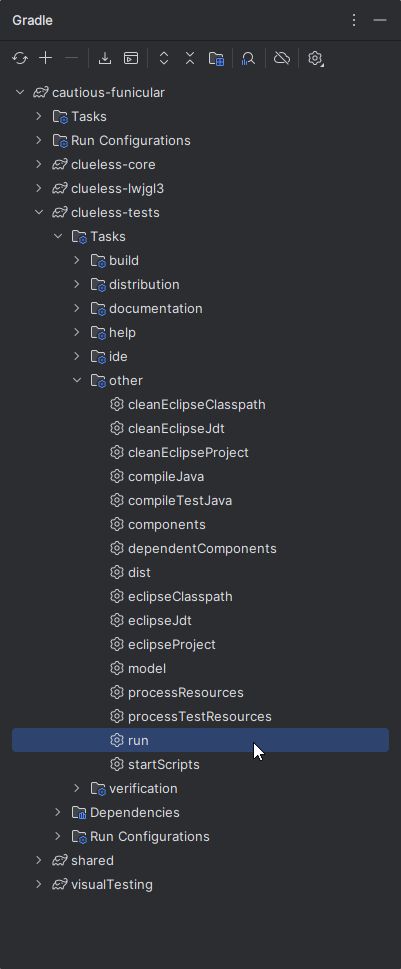 Gradle
cautious-funicular
Tasks
Run Configurations
clueless-core
clueless-lwjgl3
clueless-tests
Tasks
build
distribution
documentation
help
ide
other
cleanEclipseClasspath
cleanEclipseJdt
cleanEclipseProject
compileJava
compileTestJava
components
dependentComponents
dist
eclipseClasspath
eclipseJdt
eclipseProject
model
processResources
processTestResources
run
startScripts
verification
Dependencies
Run Configurations
shared
visualTesting